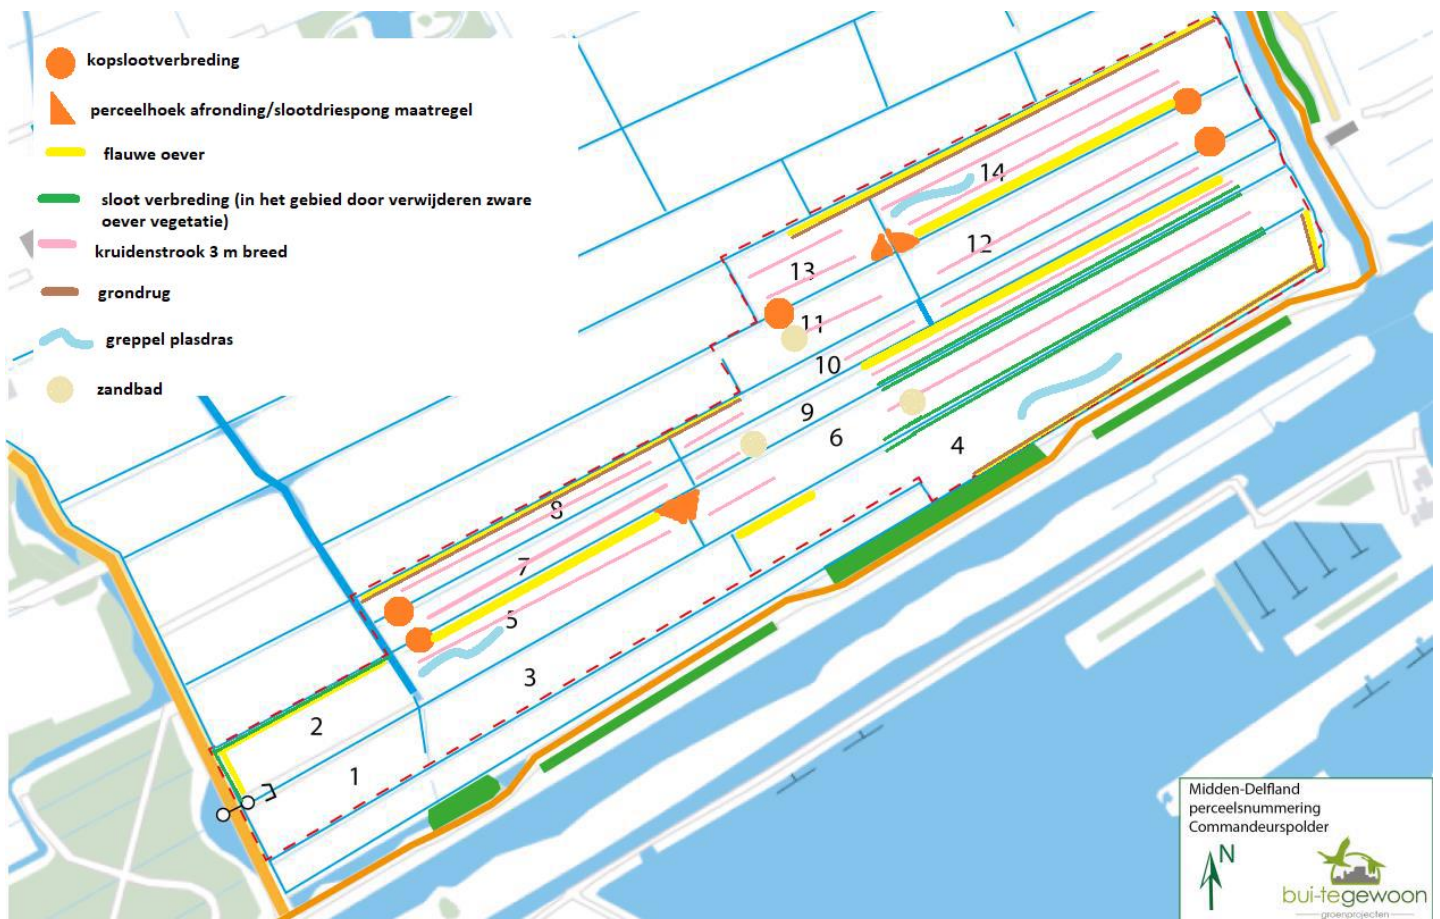 kopslootverbreding
perceelhoek afronding/slootdriespong maatregel
flauwe oever
sloot verbreding (in het gebied door verwijderen zware
oever vegetatie)
kruidenstrook 3 m breed
grondrug
greppel plasdras
zandbad
14
12
13
11
10
9
6
4
8
7
5
3
2
1
Midden-Delfland
perceelsnummering
Commandeurspolder
N
bui-tegewoon
groenprojecten